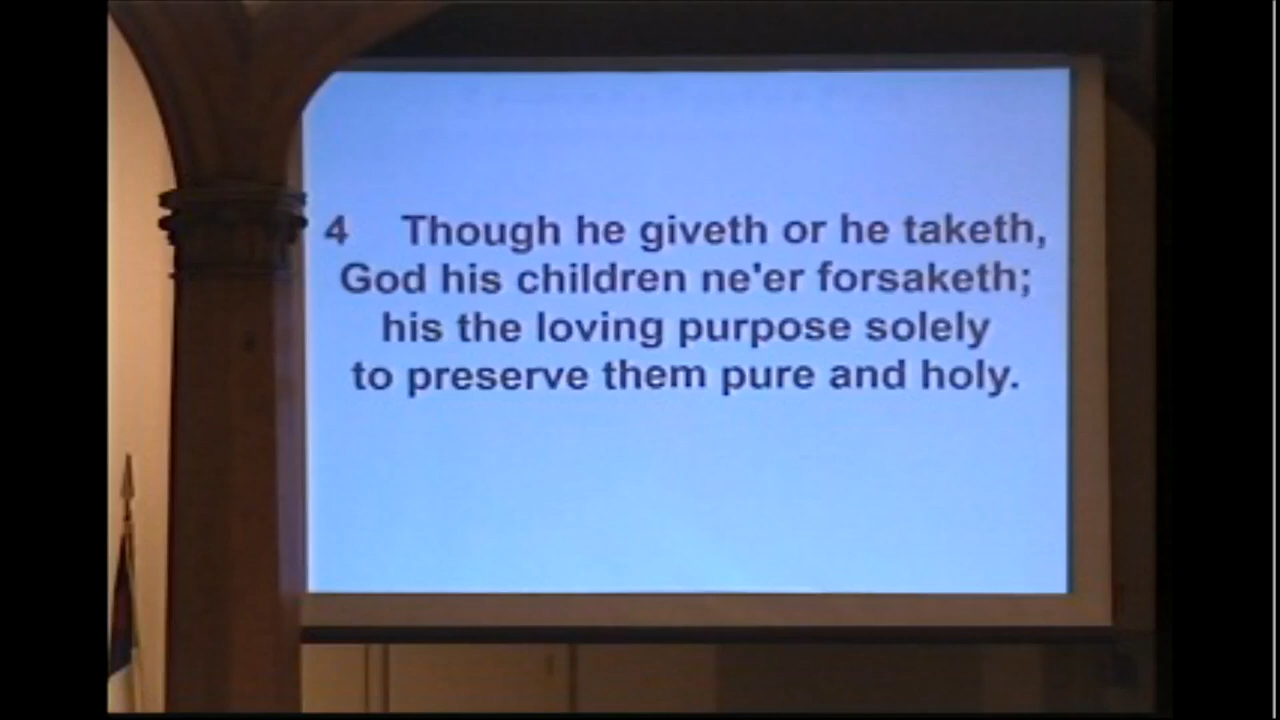 4 Though he giveth or he taketh,
God his children ne'er forsaketh;
his the loving purpose solely
to preserve them pure and holy.